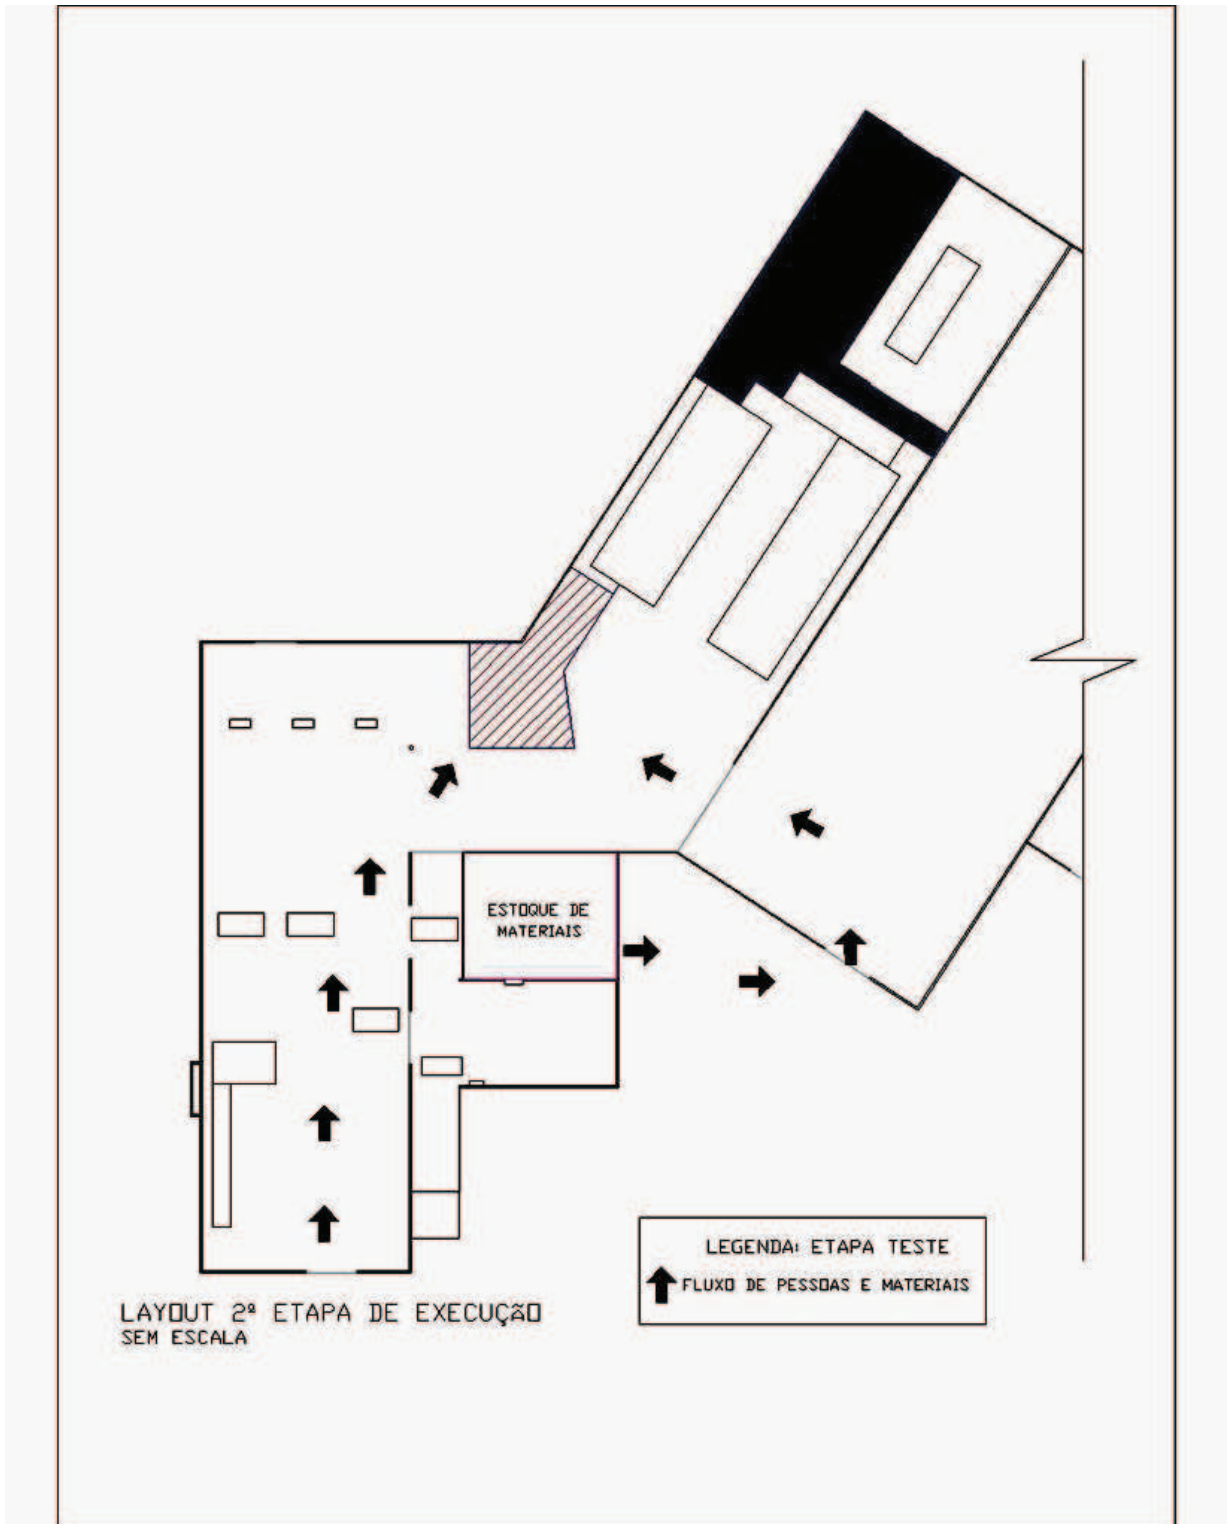 ESTOQUE DE
MATERIAIS
LEGENDA: ETAPA TESTE
FLUXO DE PESSOAS E MATERIAIS
LAYOUT 2ª ETAPA DE EXECUÇÃO
SEM ESCALA